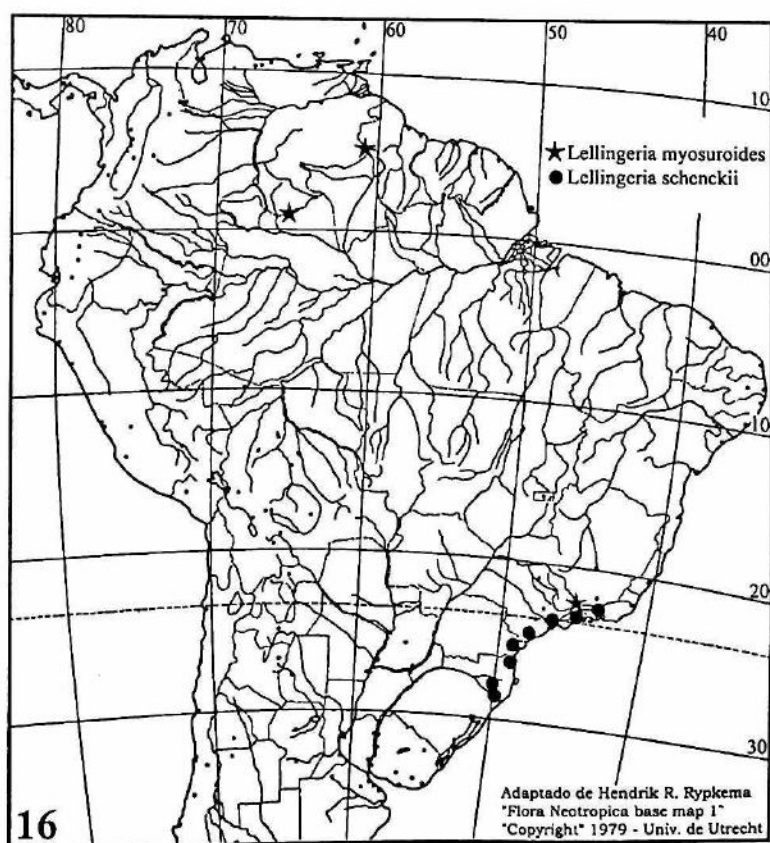 80 70 60 50 40
10
★ Lellingeria myosuroides
● Lellingeria schenckii
00
10
20
30
16
Adaptado de Hendrik R. Rypkema
"Flora Neotropica base map 1"
"Copyright" 1979 - Univ. de Utrecht